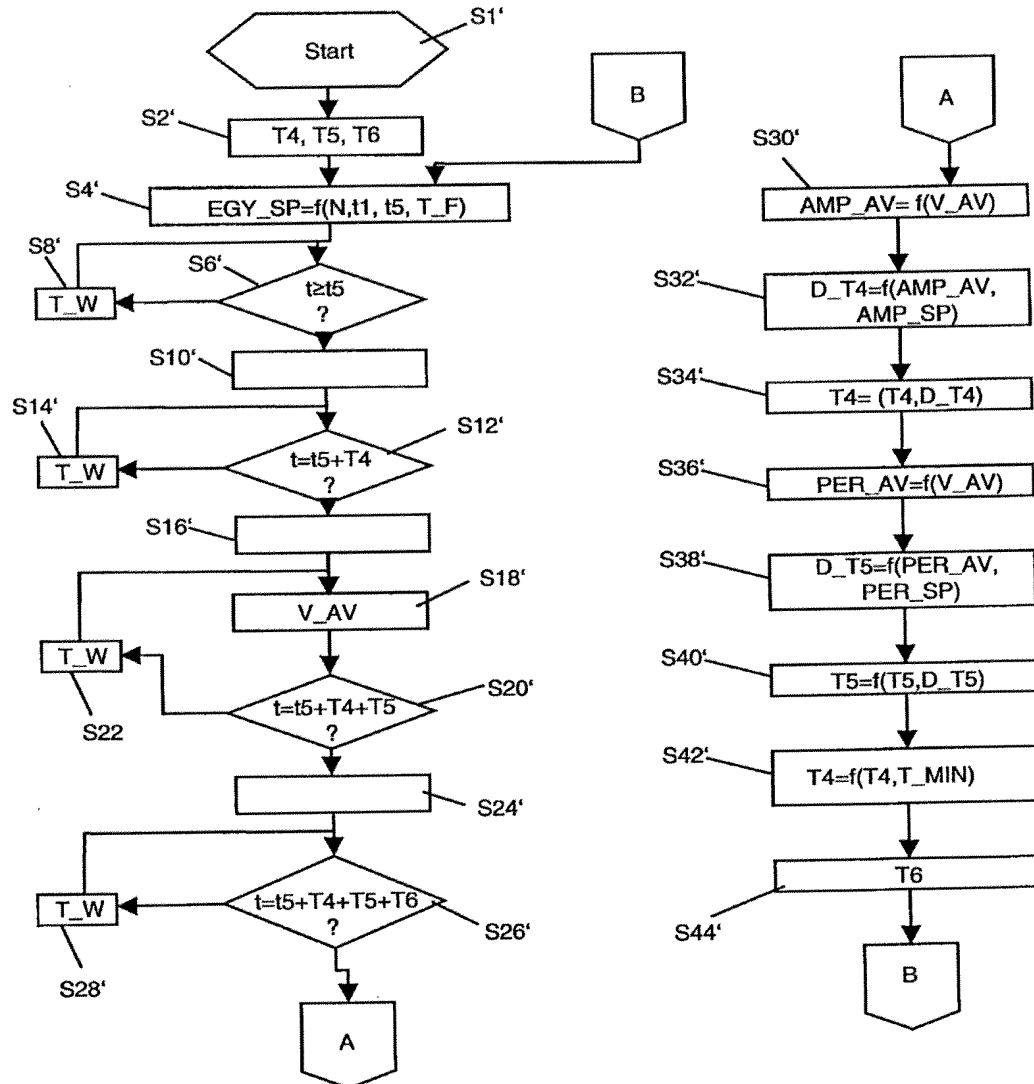 S1‘
Start
S2‘
T4, T5, T6
B
S4‘
EGY_SP=f(N,t1, t5, T_F)
S8‘
S6‘
t≥t5
?
T_W
S10‘
S14‘
S12‘
t=t5+T4
?
T_W
S16‘
S18‘
V_AV
T_W
S20‘
t=t5+T4+T5
?
S22
S24‘
T_W
t=t5+T4+T5+T6
?
S26‘
S28‘
A
A
S30‘
AMP_AV= f(V_AV)
S32‘
D_T4=f(AMP_AV,
AMP_SP)
S34‘
T4= (T4,D_T4)
S36‘
PER_AV=f(V_AV)
S38‘
D_T5=f(PER_AV,
PER_SP)
S40‘
T5=f(T5,D_T5)
S42‘
T4=f(T4,T_MIN)
T6
S44‘
B